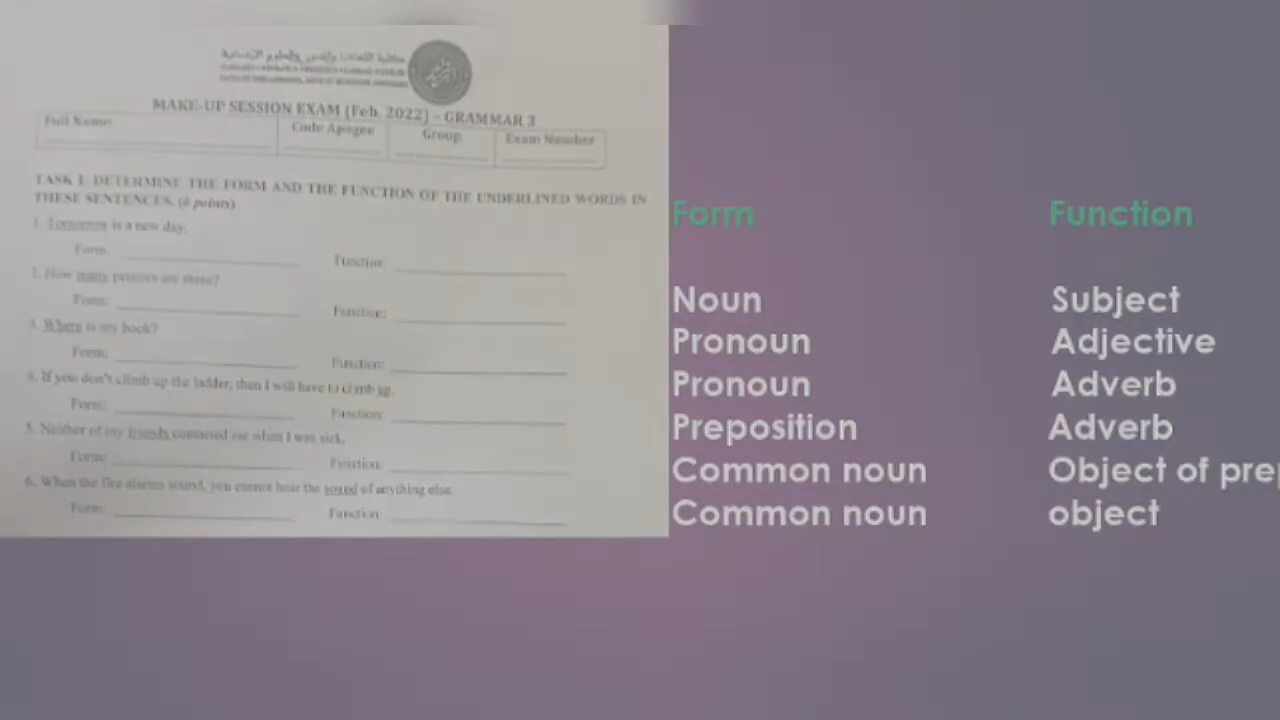 كلية اللغات والفنون والعلوم الإنسانية
MAKE-UP SESSION EXAM (Feb. 2022) - GRAMMAR 3
Full Name: Code Apogee Group Exam Number
TASK 1: DETERMINE THE FORM AND THE FUNCTION OF THE UNDERLINED WORDS IN
THESE SENTENCES. (6 points)
1. Tomorrow is a new day.
Form: Function:
2. How many persons are there?
Form: Function:
3. Where is my book?
Form: Function:
4. If you don't climb up the ladder, then I will have to climb up.
Form: Function:
5. Neither of my friends contacted me when I was sick.
Form: Function:
6. When the fire alarms sound, you cannot hear the sound of anything else.
Form: Function:
Form Function
Noun Subject
Pronoun Adjective
Pronoun Adverb
Preposition Adverb
Common noun Object of prep
Common noun object